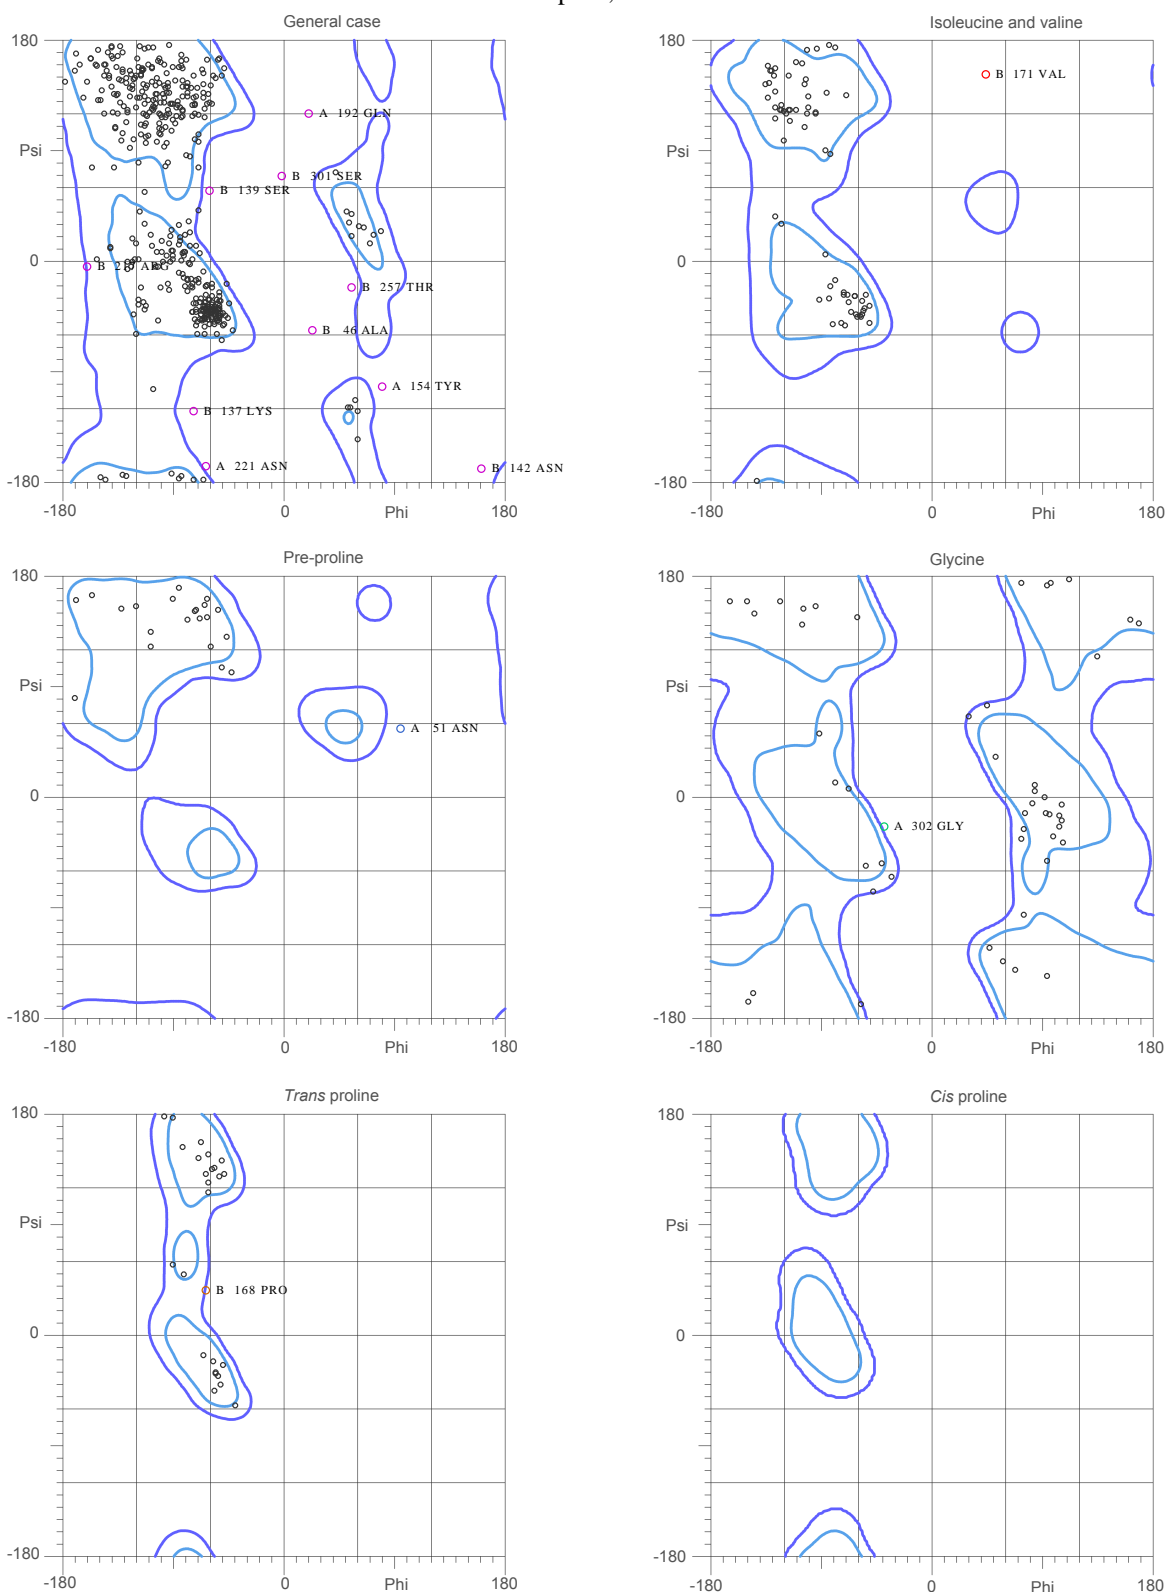 General case
Isoleucine and valine
180
180
B 171 VAL
A 192 GLN
Psi
Psi
B 301 SER
B 139 SER
0
0
B 257 THR
B 46 ALA
A 154 TYR
B 137 LYS
A 221 ASN
B 142 ASN
-180
-180
-180 0 Phi 180
-180 0 Phi 180
Pre-proline
Glycine
180
180
Psi
Psi
A 51 ASN
0
0
A 302 GLY
-180
-180
-180 0 Phi 180
-180 0 Phi 180
Trans proline
Cis proline
180
180
Psi
Psi
B 168 PRO
0
0
-180
-180
-180 0 Phi 180
-180 0 Phi 180